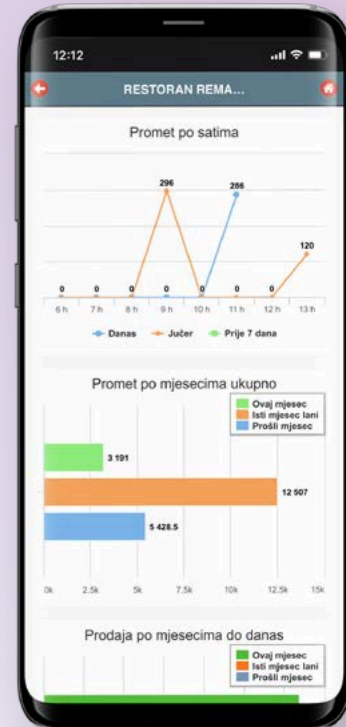 12:12
RESTORAN REMA...
Promet po satima
296
286
120
0 0 0 0 0 0 0
6 h 7 h 8 h 9 h 10 h 11 h 12 h 13 h
Danas Jučer Prije 7 dana
Promet po mjesecima ukupno
Ovaj mjesec
Isti mjesec lani
Prošli mjesec
3 191
12 507
5 428.5
0k 2.5k 5k 7.5k 10k 12.5k 15k
Prodaja po mjesecima do danas
Ovaj mjesec
Isti mjesec lani
Prošli mjesec